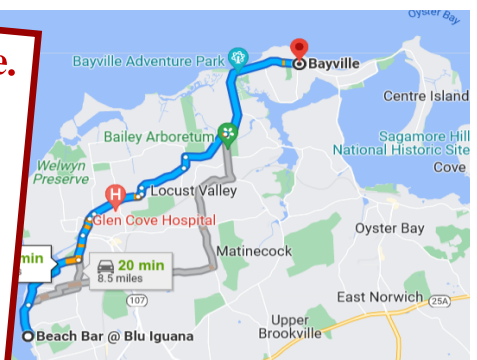 Oyster Bay
e.
Bayville Adventure Park
Bayville
Centre Island
Bailey Arboretum
Sagamore Hill
National Historic Site
Cove
Welwyn
Preserve
Locust Valley
H
Glen Cove Hospital
Oyster Bay
min
20 min
8.5 miles
Matinecock
107
East Norwich
25A
Upper
Brookville
Beach Bar @ Blu Iguana